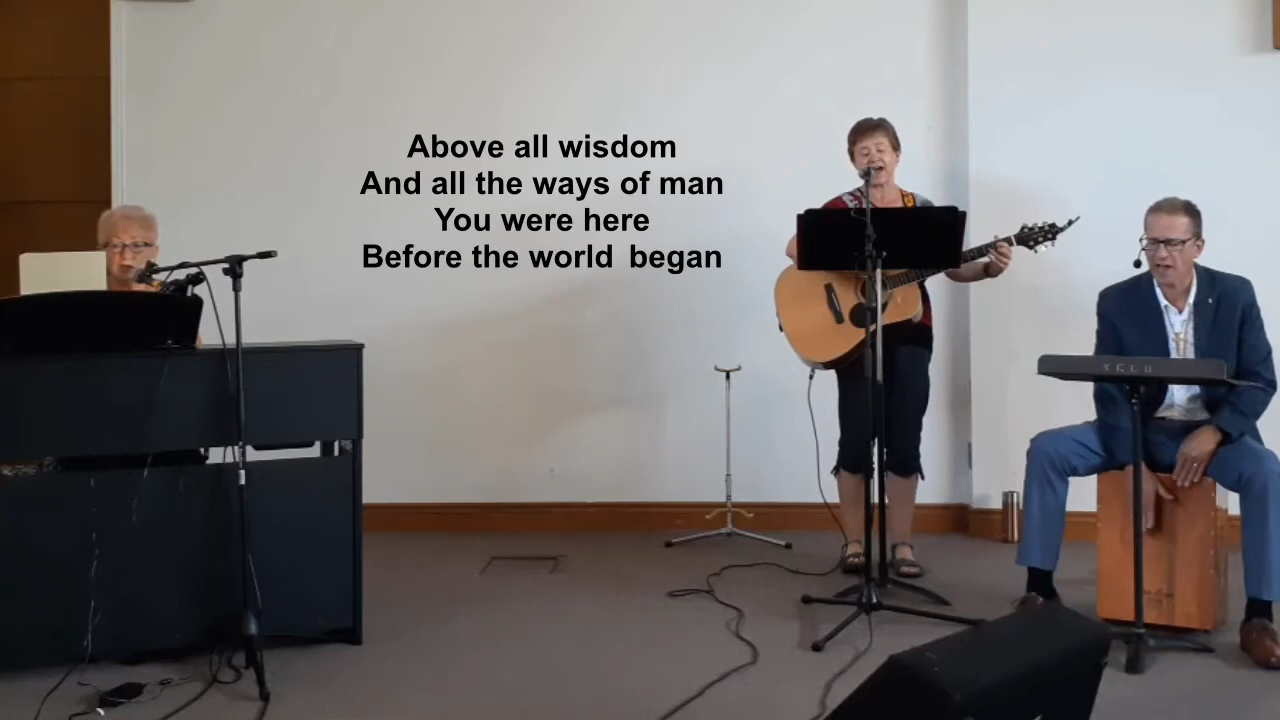 Above all wisdom
And all the ways of man
You were here
Before the world began